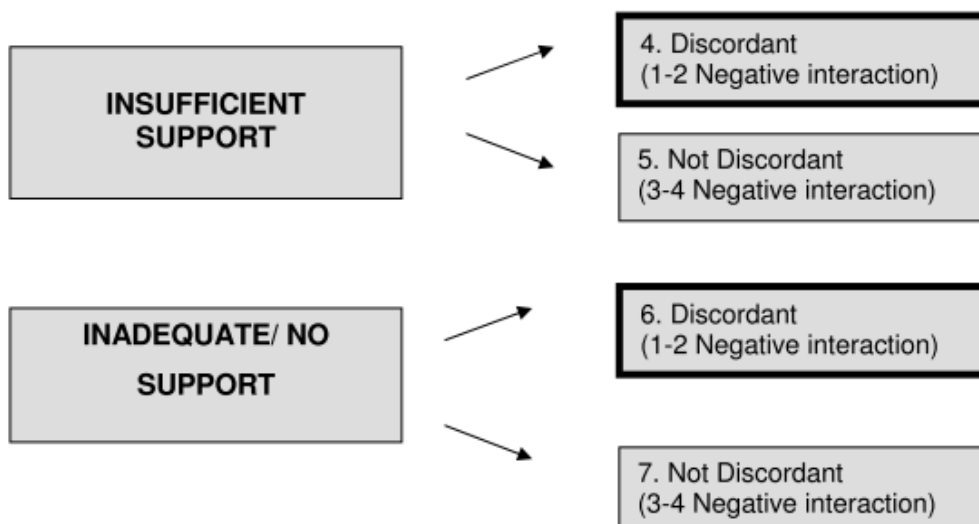 INSUFFICIENT
SUPPORT
4. Discordant
(1-2 Negative interaction)
5. Not Discordant
(3-4 Negative interaction)
INADEQUATE/ NO
SUPPORT
6. Discordant
(1-2 Negative interaction)
7. Not Discordant
(3-4 Negative interaction)